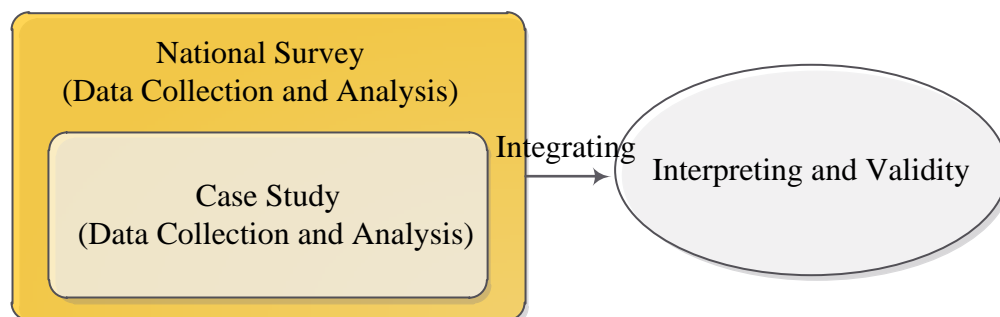 National Survey
(Data Collection and Analysis)
Case Study
(Data Collection and Analysis)
Integrating
Interpreting and Validity